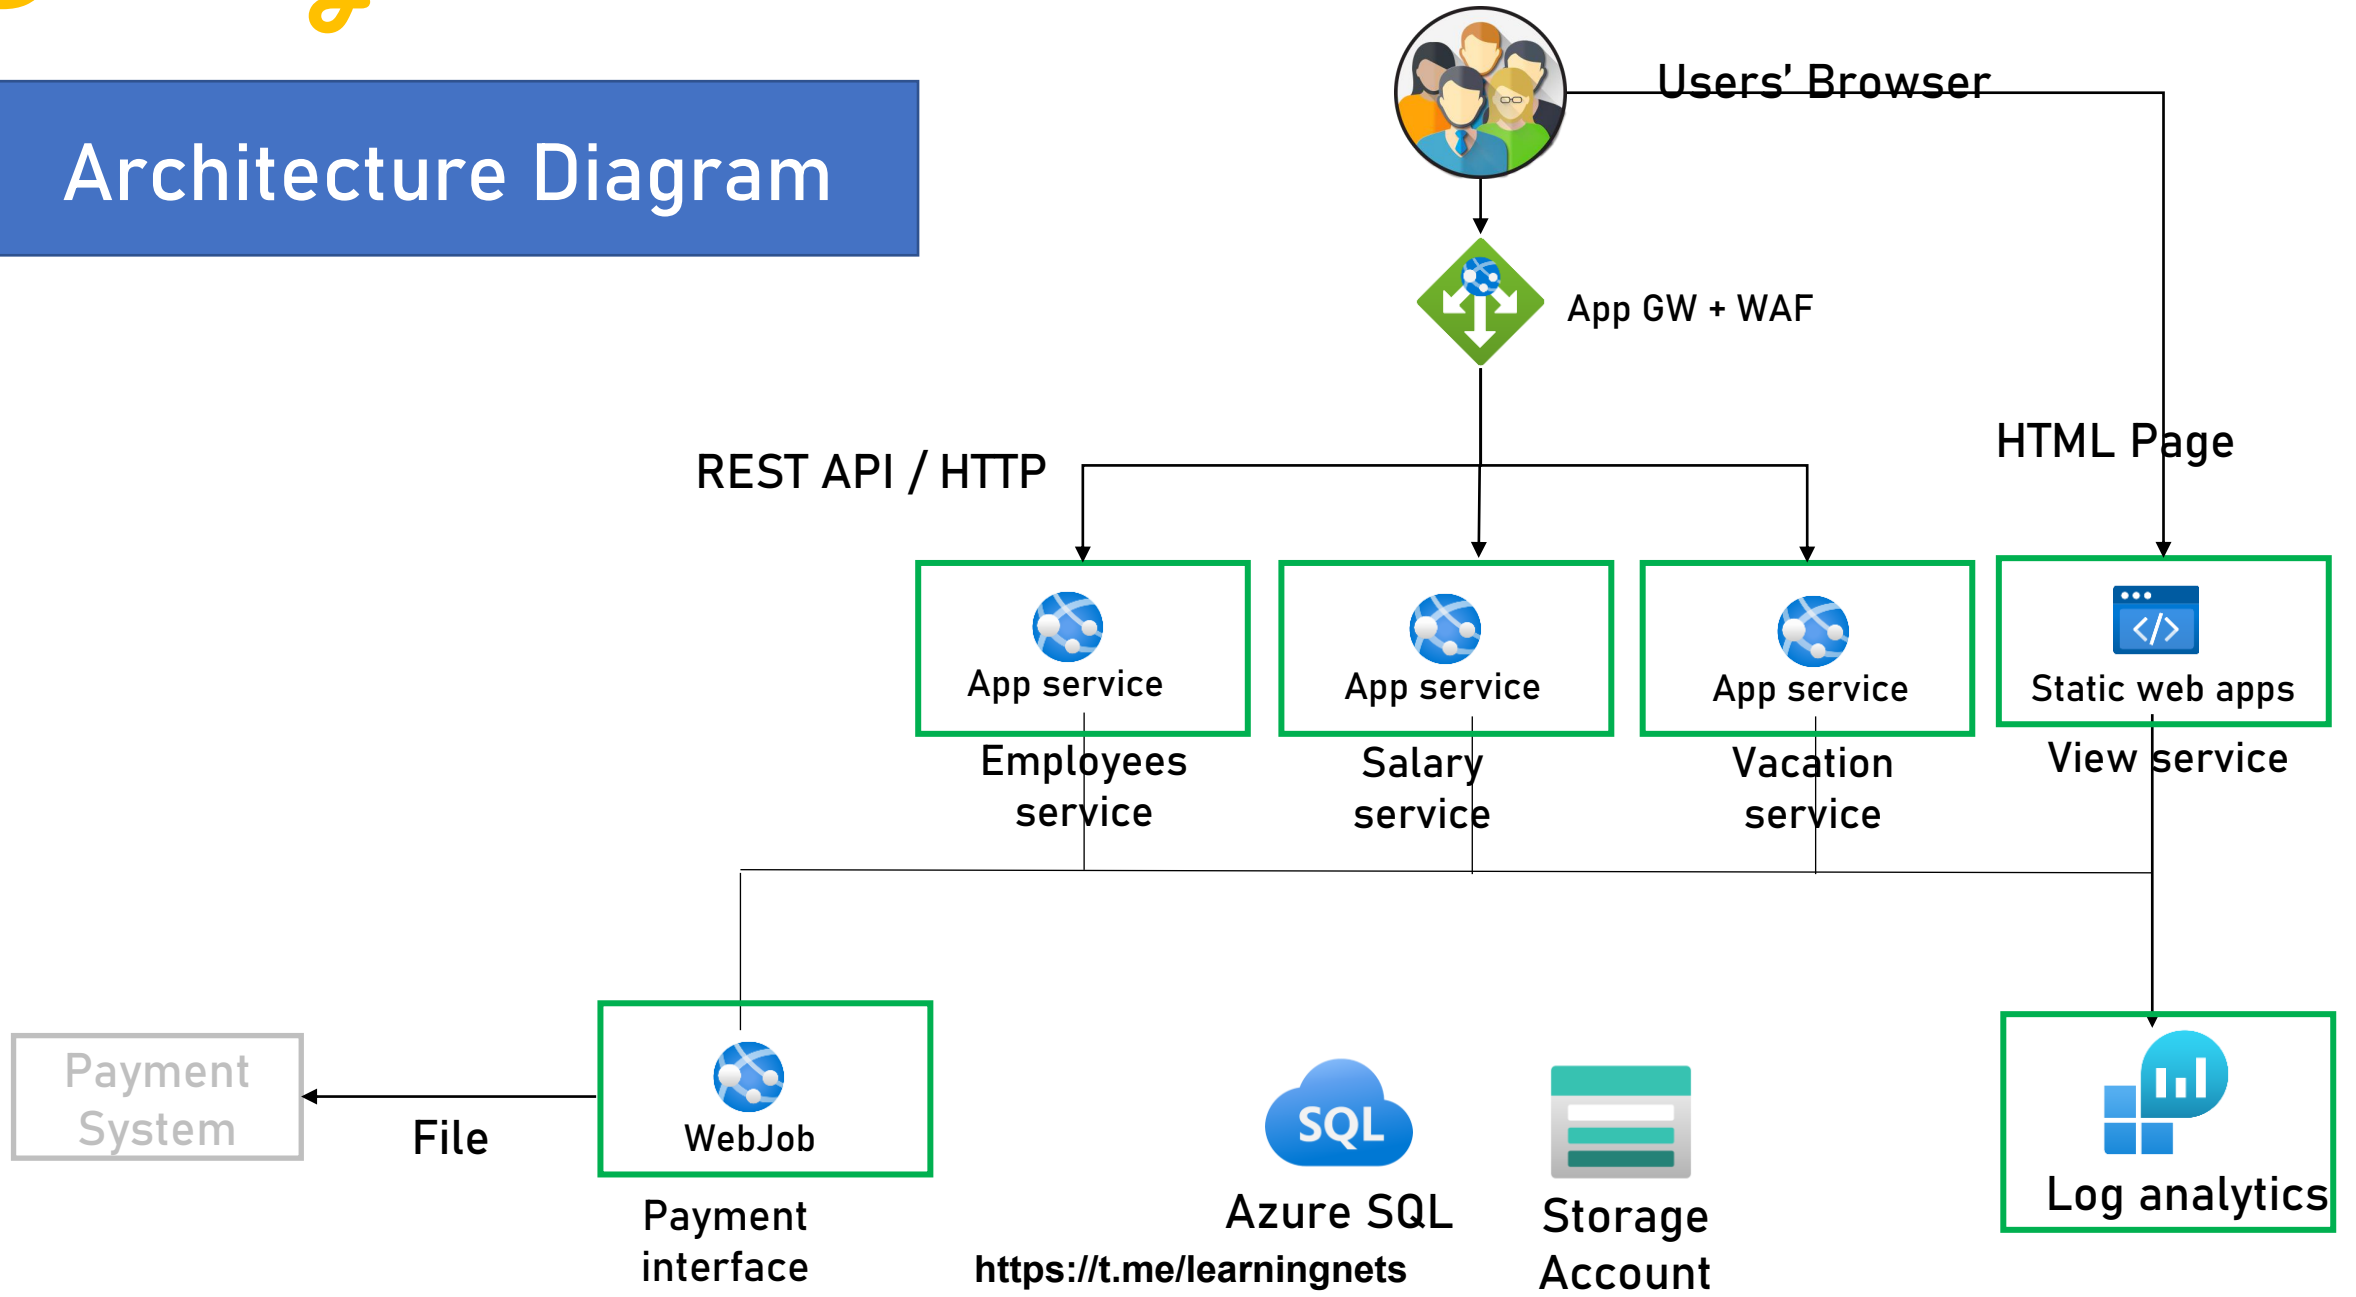 Architecture Diagram
Users’ Browser
App GW + WAF
REST API / HTTP
HTML Page
App service
App service
App service
Static web apps
Employees
service
Salary
service
Vacation
service
View service
Payment
System
File
WebJob
Payment
interface
SQL
Azure SQL
Storage
Account
Log analytics
https://t.me/learningnets